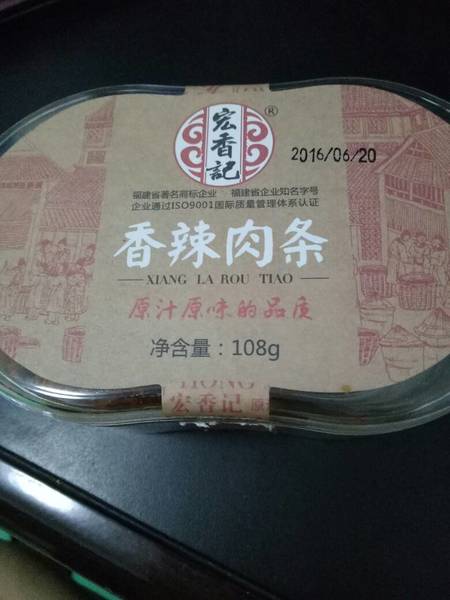 宏香記®
2016/06/20
福建省著名商标企业 福建省企业知名字号
企业通过ISO9001国际质量管理体系认证
香辣肉条
XIANG LA ROU TIAO
原汁原味的品质
净含量：108g
HONG
宏香记 原